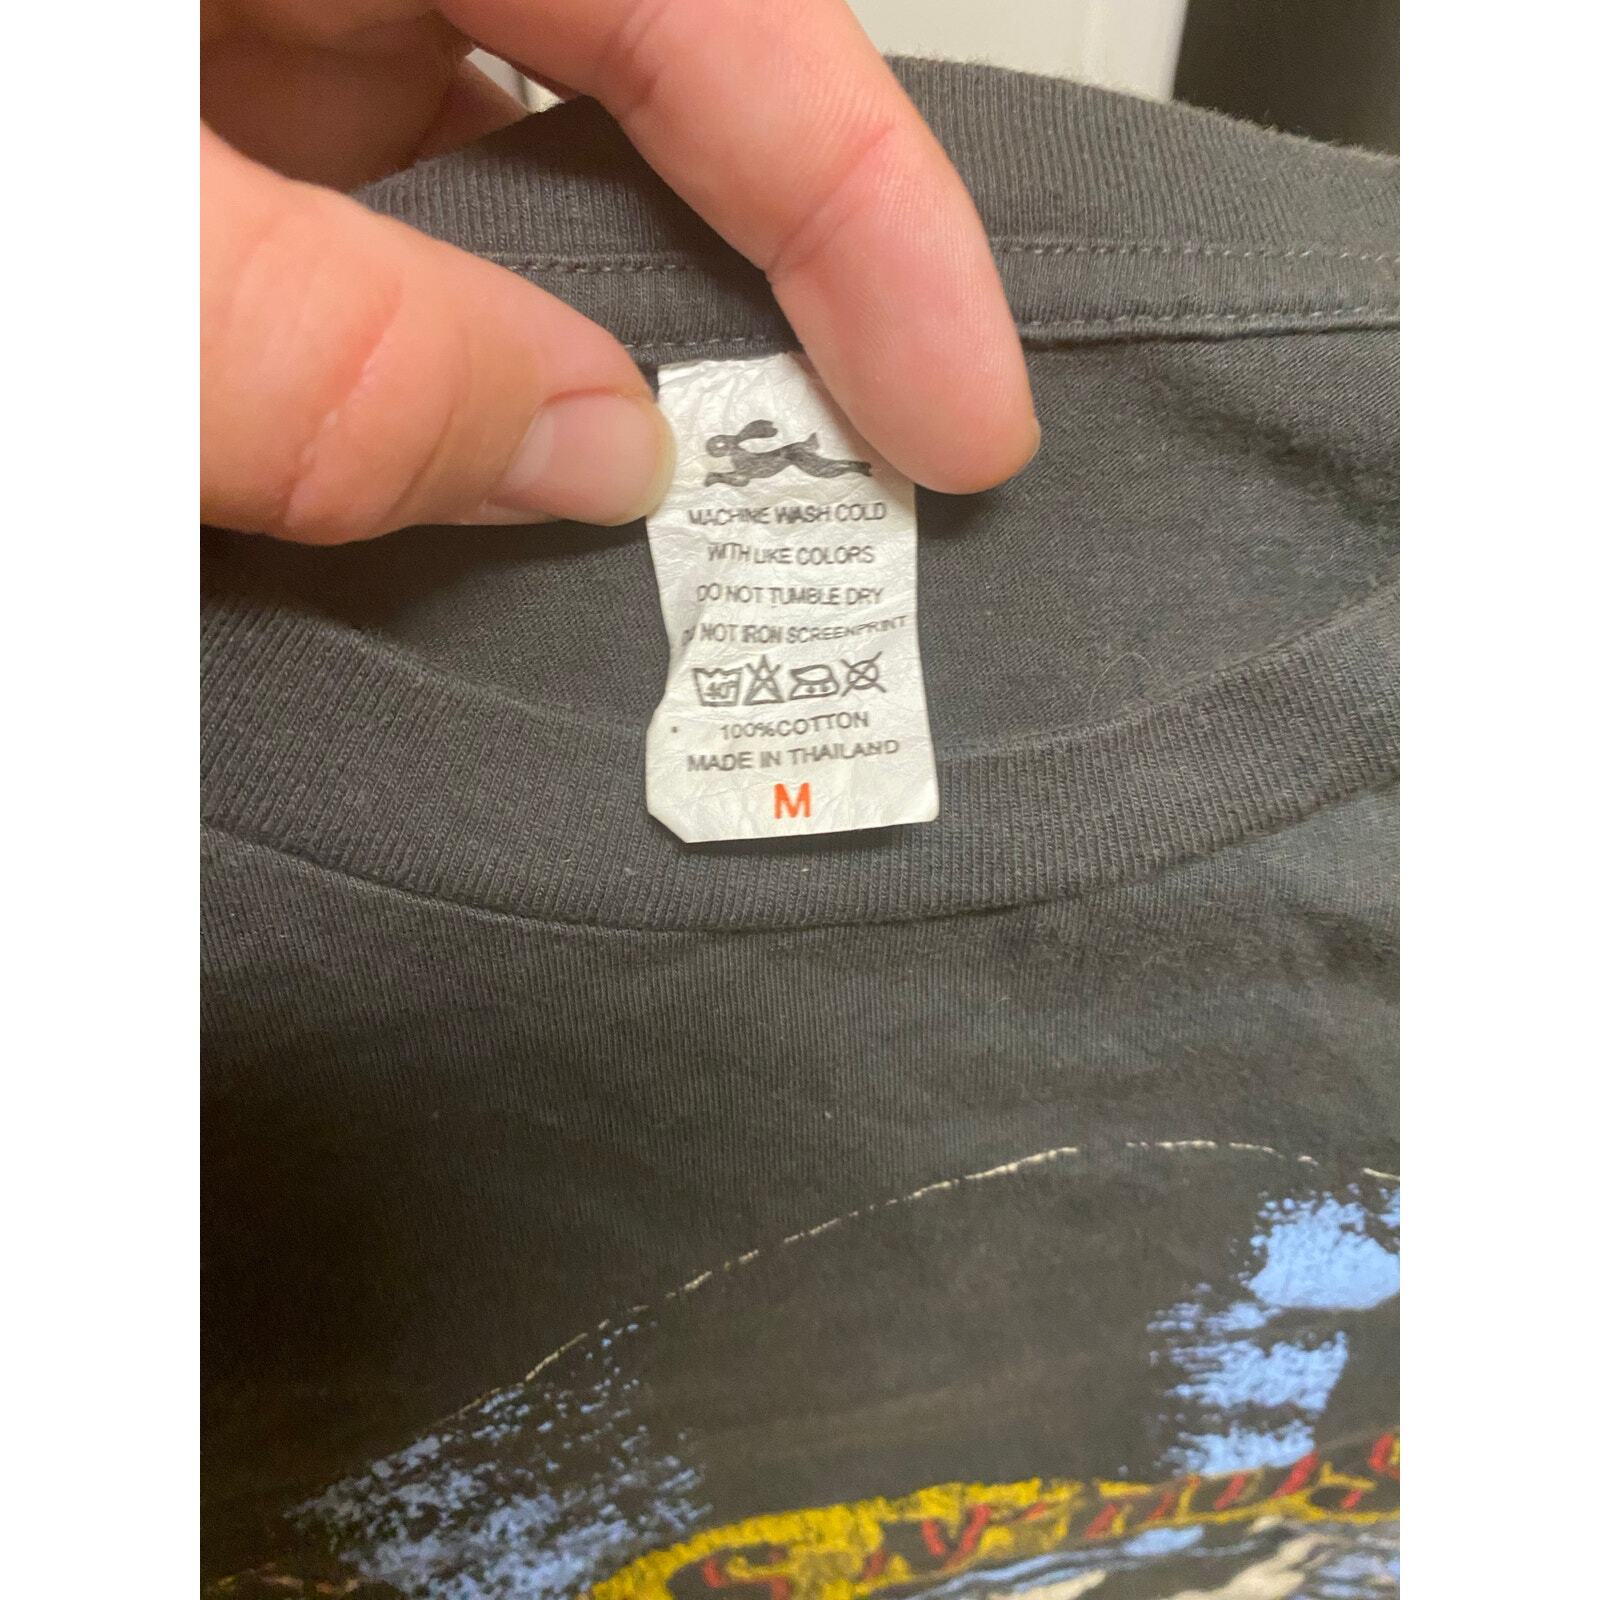 MACHINE WASH COLD
WITH LIKE COLORS
DO NOT TUMBLE DRY
DO NOT IRON SCREENPRINT
40°
100%COTTON
MADE IN THAILAND
M